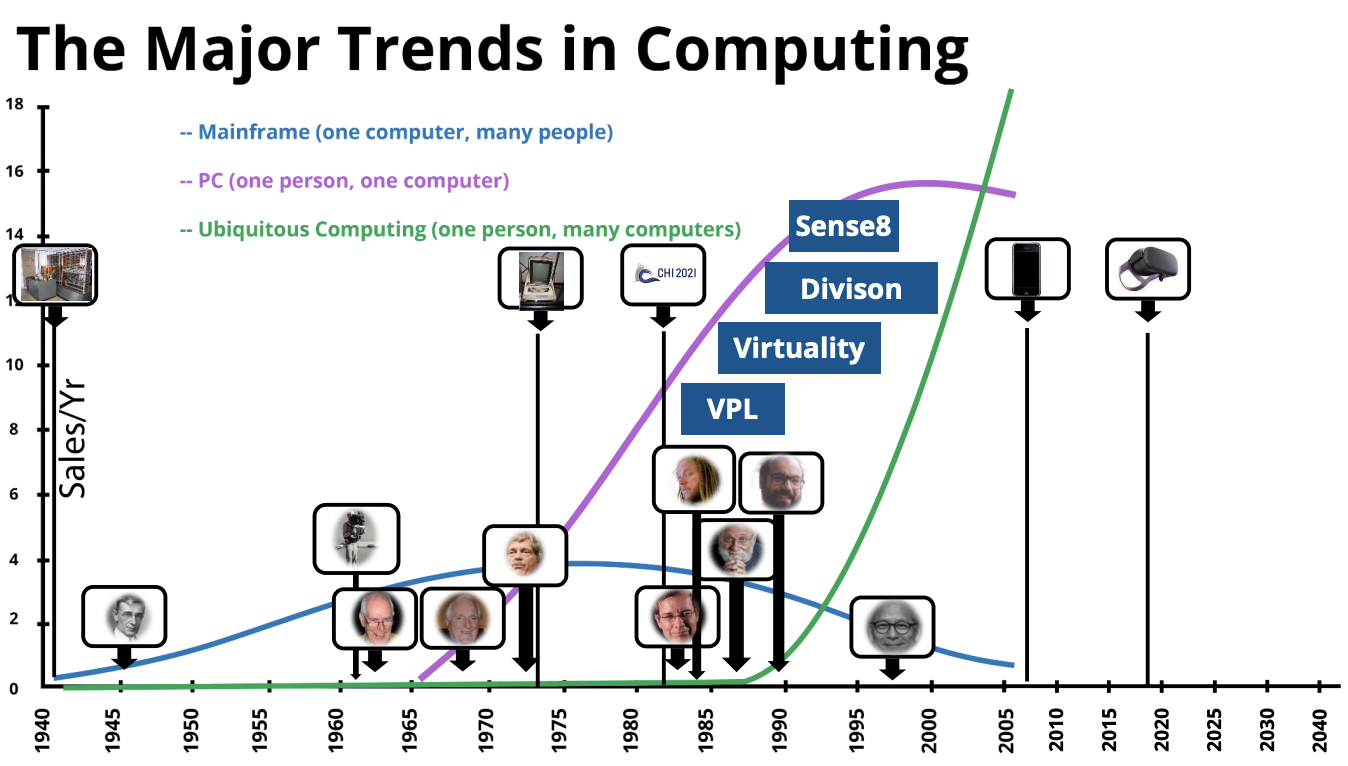 The Major Trends in Computing
18
-- Mainframe (one computer, many people)
16
-- PC (one person, one computer)
14
-- Ubiquitous Computing (one person, many computers)
Sense8
CHI 2021
Divison
Virtuality
10
VPL
8
Sales/Yr
6
4
2
0
1940
1945
1950
1955
1960
1965
1970
1975
1980
1985
1990
1995
2000
2005
2010
2015
2020
2025
2030
2040